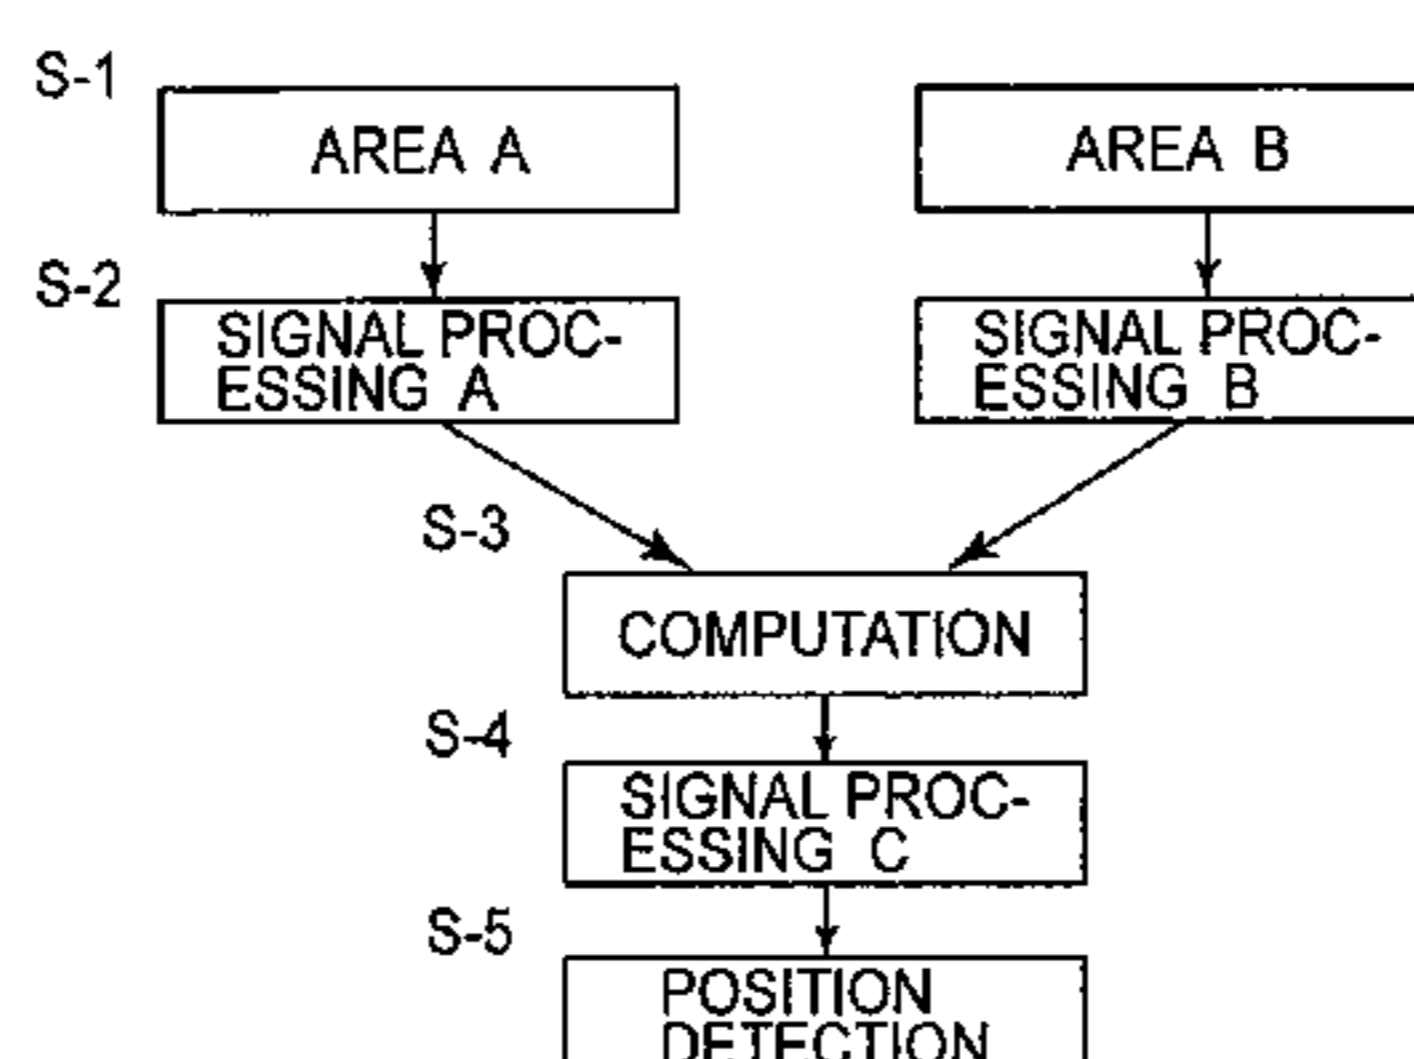 S-1
AREA A
AREA B
S-2
SIGNAL PROC-
ESSING A
SIGNAL PROC-
ESSING B
S-3
COMPUTATION
S-4
SIGNAL PROC-
ESSING C
S-5
POSITION
DETECTION